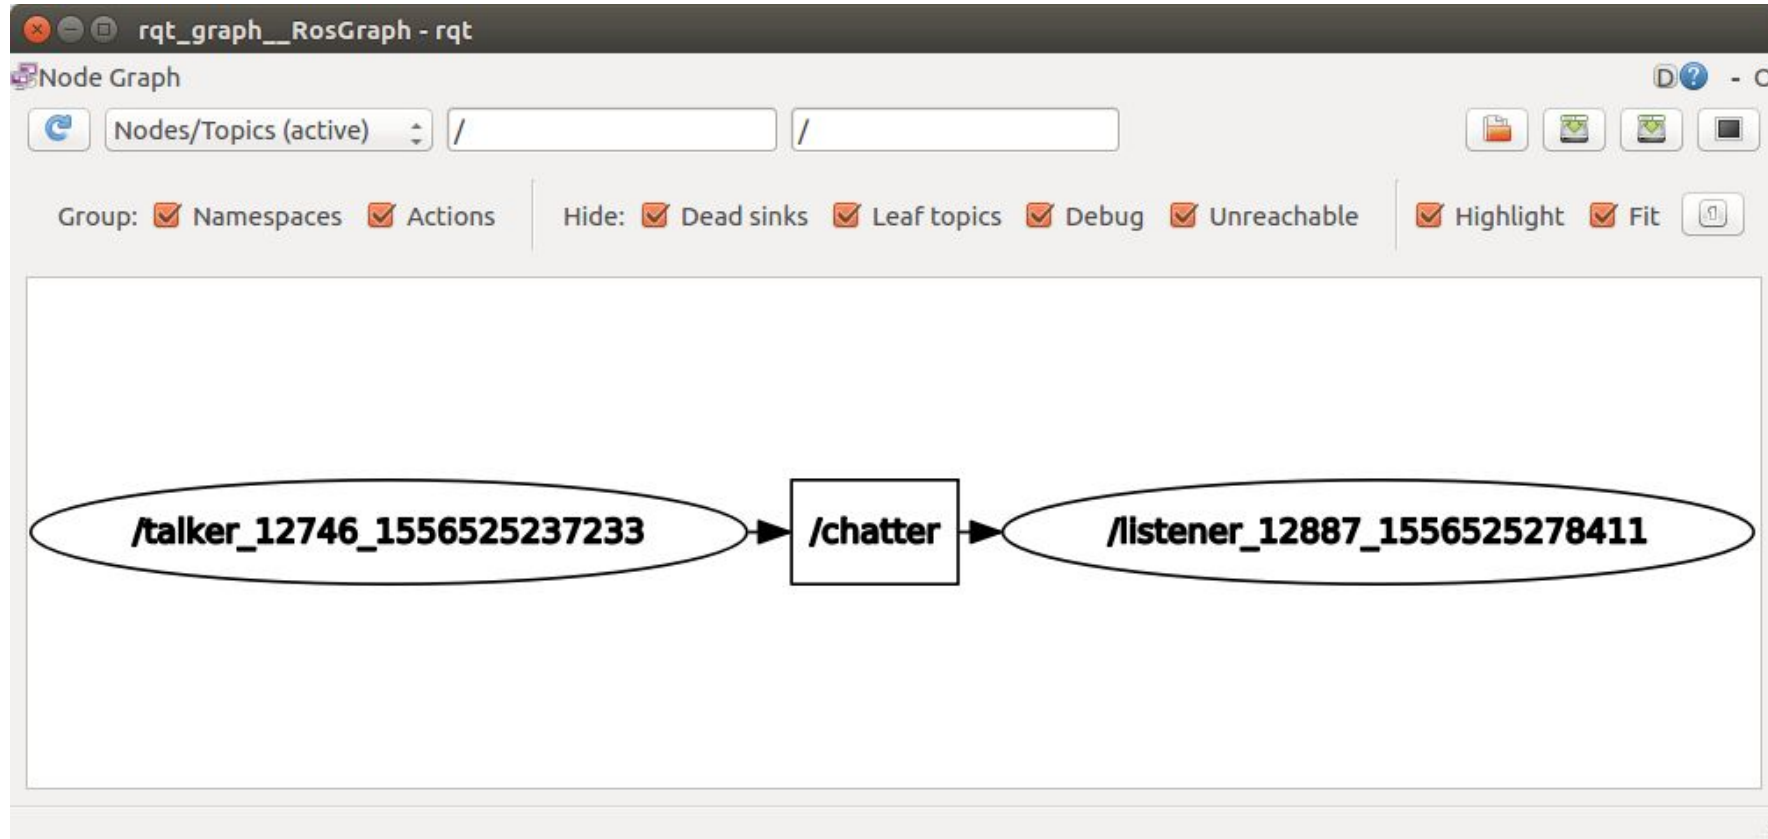 rqt_graph__RosGraph - rqt
Node Graph
D ? - O
Nodes/Topics (active) / /
Group: Namespaces Actions Hide: Dead sinks Leaf topics Debug Unreachable Highlight Fit
/talker_12746_1556525237233 /chatter /listener_12887_1556525278411